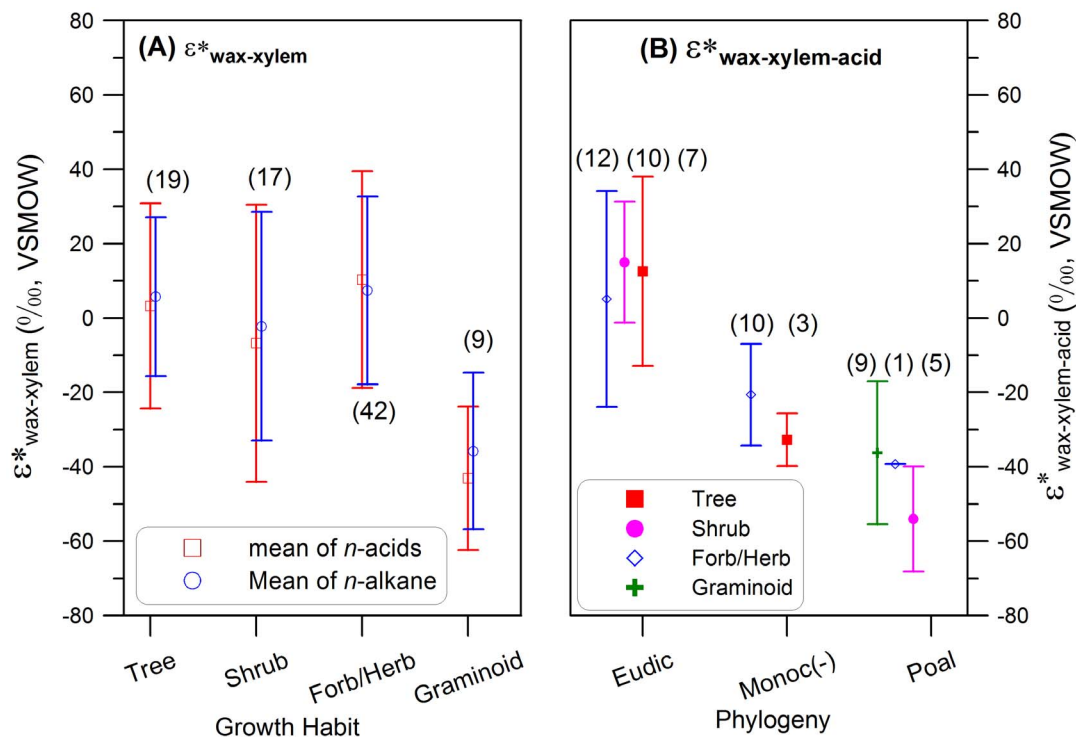 (A) ε*wax-xylem
(B) ε*wax-xylem-acid
80
60
40
20
0
-20
-40
-60
-80
ε*wax-xylem (0/00, VSMOW)
(19)
(17)
(42)
(9)
mean of n-acids
Mean of n-alkane
Tree
Shrub
Forb/Herb
Graminoid
Growth Habit
(12) (10) (7)
(10) (3)
(9) (1) (5)
Tree
Shrub
Forb/Herb
Graminoid
80
60
40
20
0
-20
-40
-60
-80
ε*wax-xylem-acid (0/00, VSMOW)
Eudic
Monoc(-)
Poal
Phylogeny